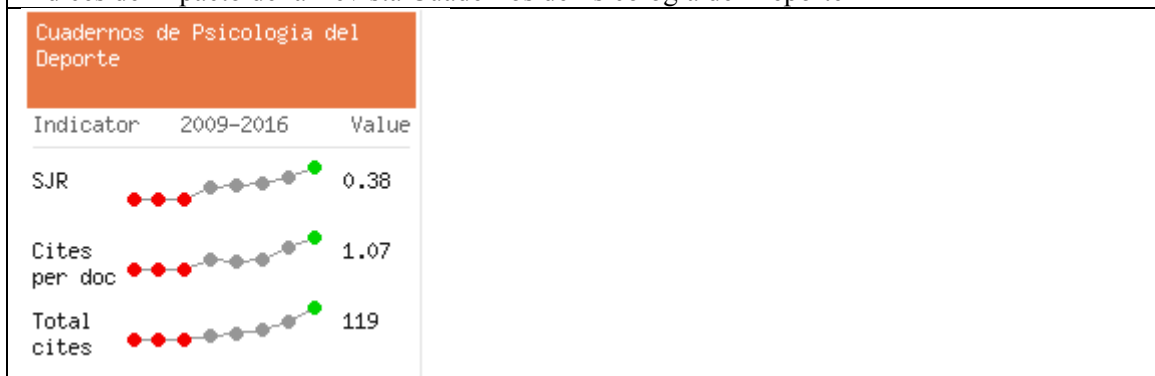 Cuadernos de Psicologia del
Deporte
Indicator 2009-2016 Value
SJR 0.38
Cites
per doc 1.07
Total
cites 119